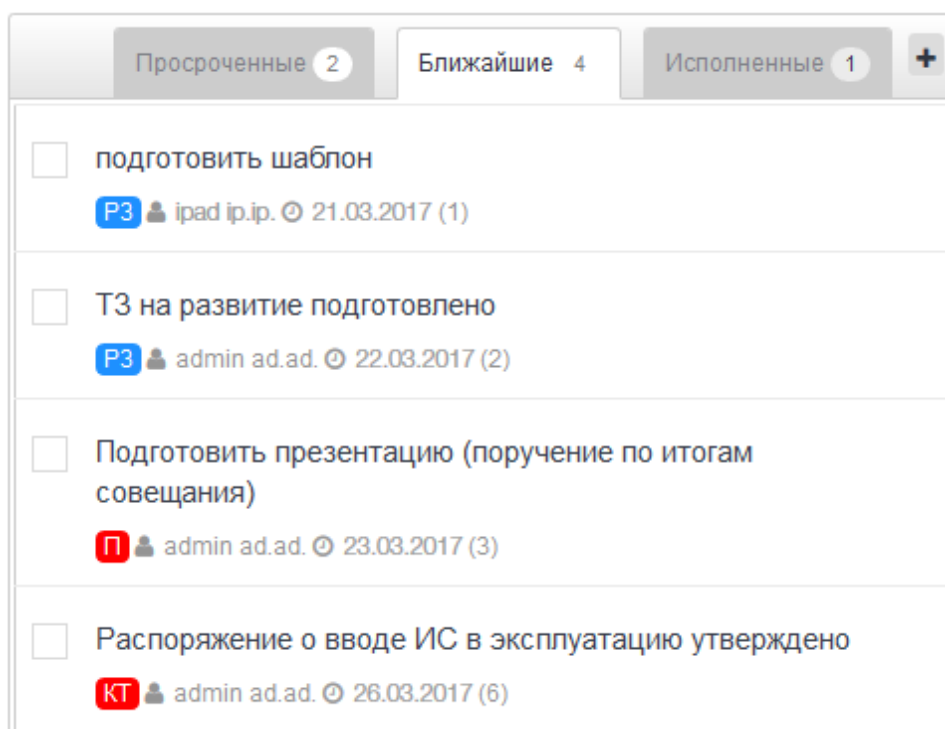 Просроченные 2 Ближайшие 4 Исполненные 1 +
подготовить шаблон
РЗ ipad ip.ip. 21.03.2017 (1)
ТЗ на развитие подготовлено
РЗ admin ad.ad. 22.03.2017 (2)
Подготовить презентацию (поручение по итогам
совещания)
П admin ad.ad. 23.03.2017 (3)
Распоряжение о вводе ИС в эксплуатацию утверждено
КТ admin ad.ad. 26.03.2017 (6)